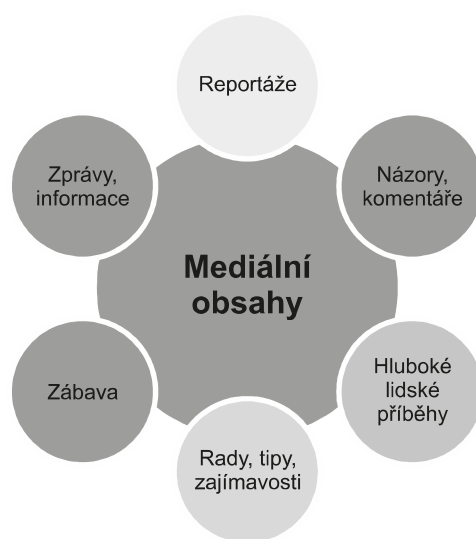 Reportáže
Zprávy,
informace
Názory,
komentáře
Mediální
obsahy
Zábava
Hluboké
lidské
příběhy
Rady, tipy,
zajímavosti